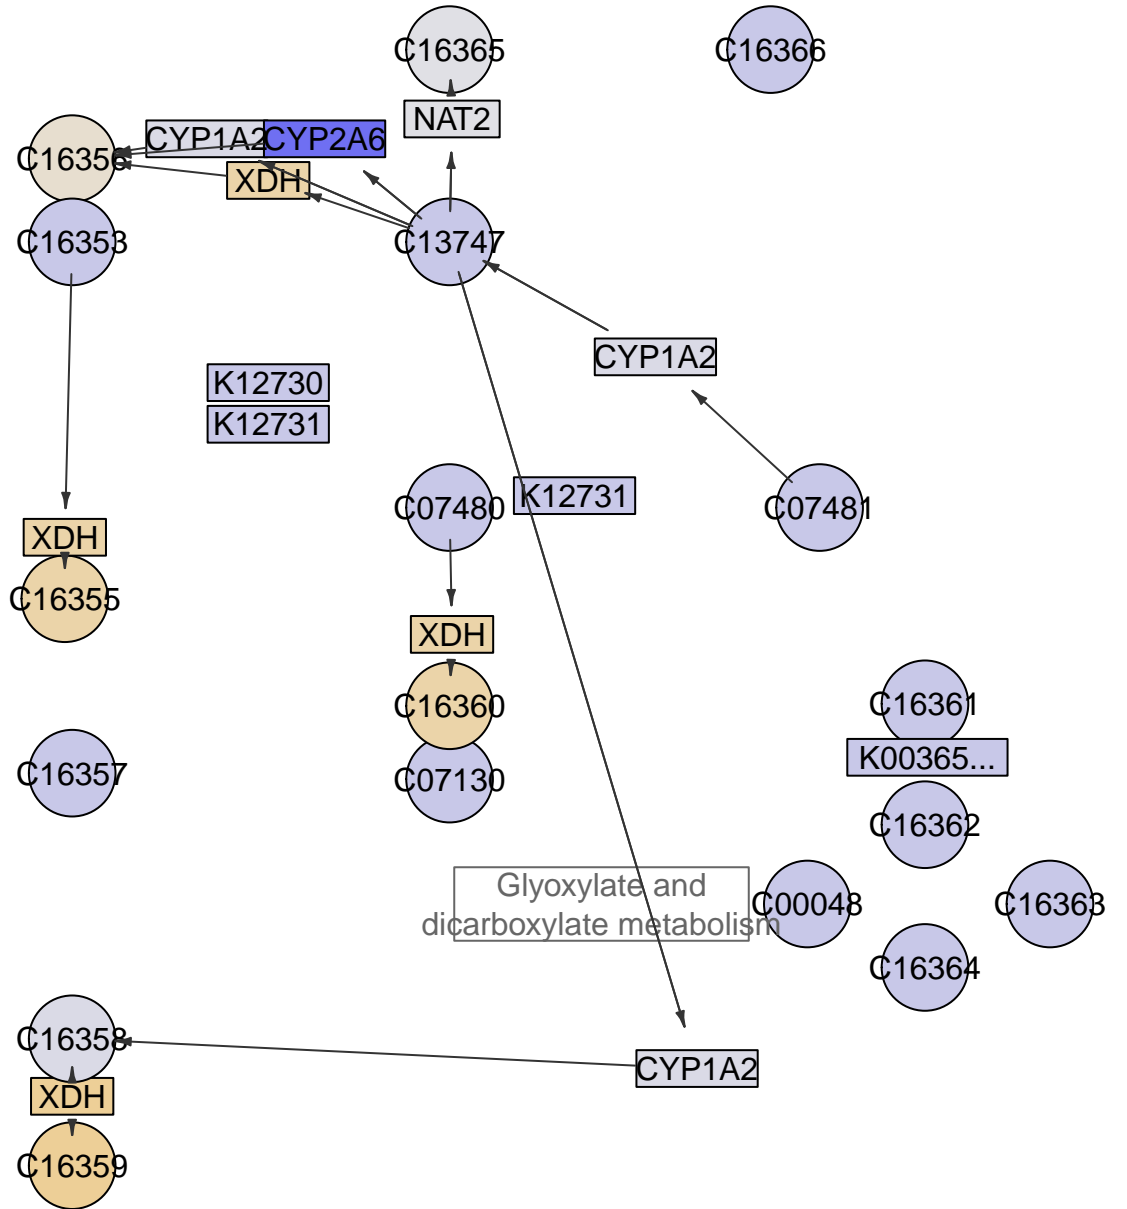 C16365
C16366
NAT2
CYP1A2
CYP2A6
C16356
XDH
C16353
C13747
CYP1A2
K12730
K12731
C07480
K12731
C07481
XDH
C16355
XDH
C16360
C16361
K00365...
C16357
C07130
C16362
Glyoxylate and
dicarboxylate metabolism
C00048
C16363
C16364
C16358
CYP1A2
XDH
C16359